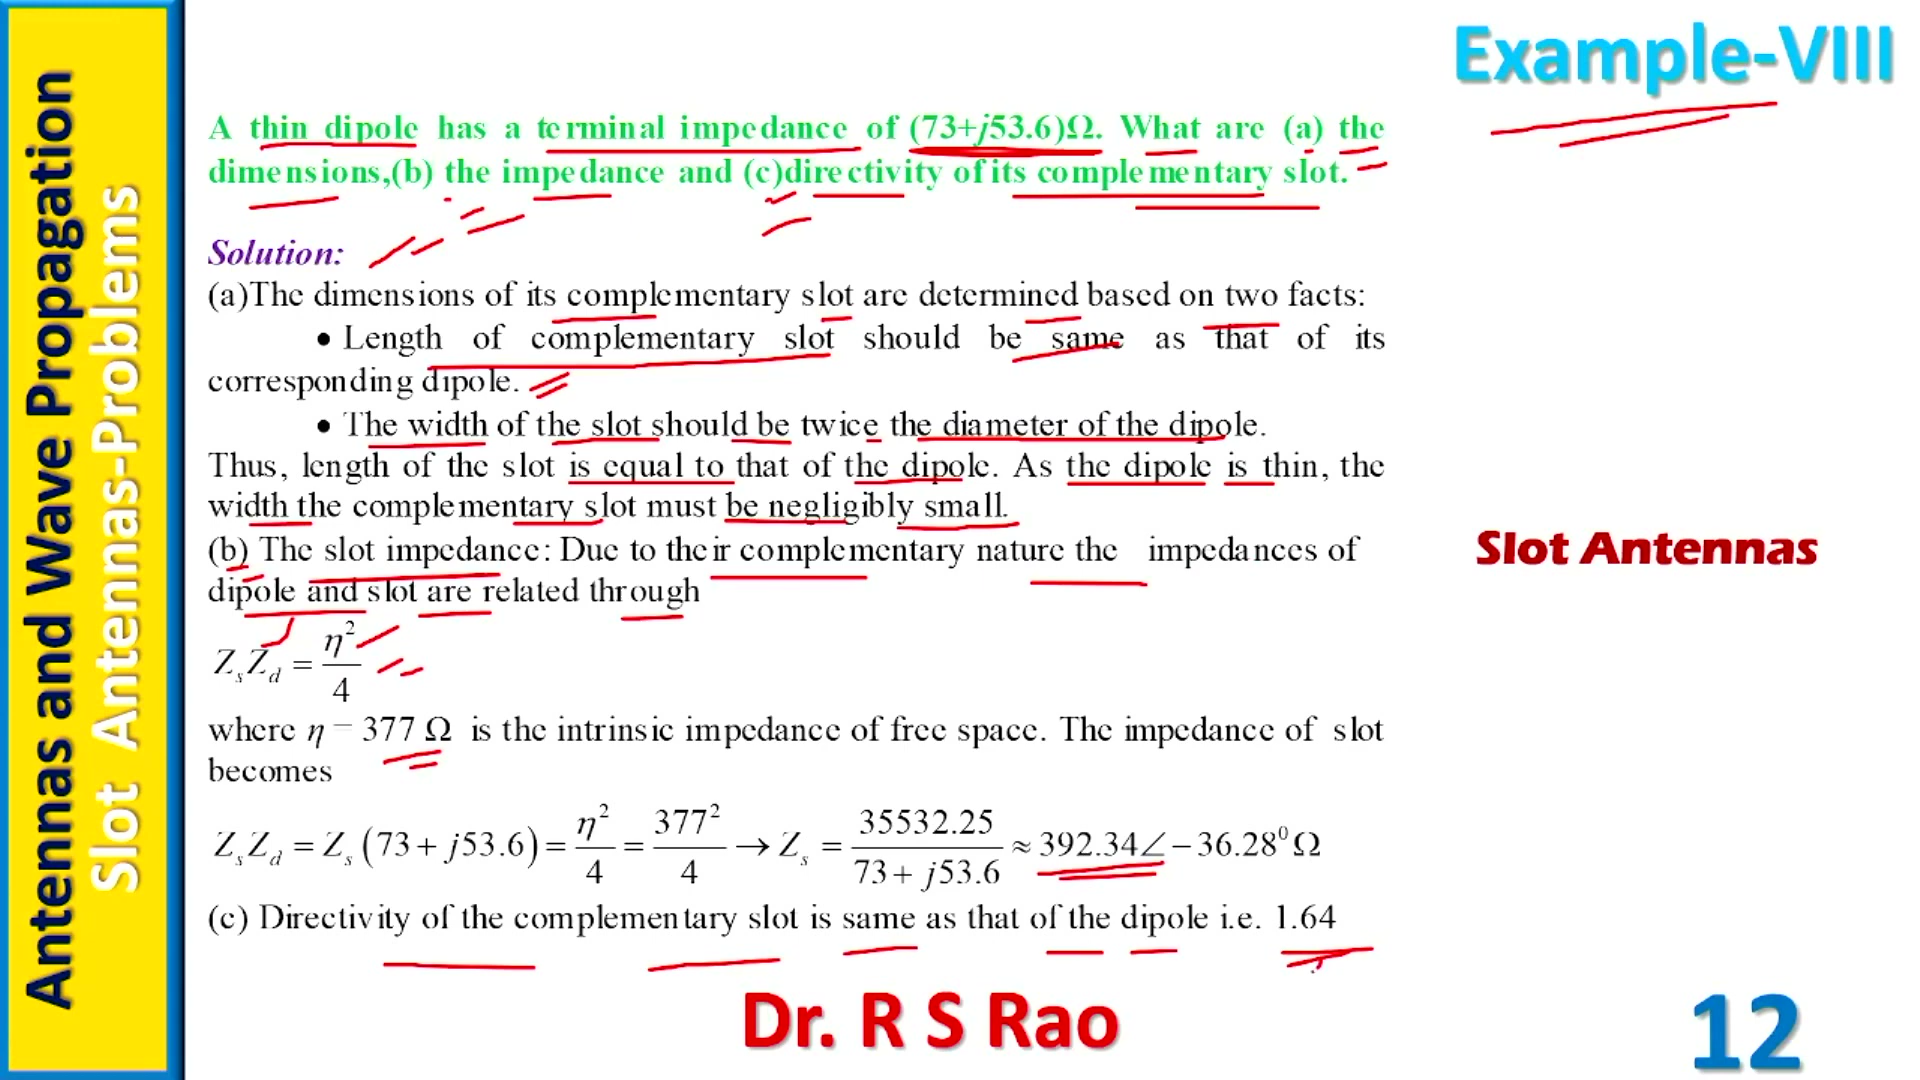 Antennas and Wave Propagation
Slot Antennas-Problems
Example-VIII
A thin dipole has a terminal impedance of (73+j53.6)Ω. What are (a) the
dimensions,(b) the impedance and (c)directivity of its complementary slot.
Solution:
(a)The dimensions of its complementary slot are determined based on two facts:
• Length of complementary slot should be same as that of its
corresponding dipole.
• The width of the slot should be twice the diameter of the dipole.
Thus, length of the slot is equal to that of the dipole. As the dipole is thin, the
width the complementary slot must be negligibly small.
(b) The slot impedance: Due to their complementary nature the impedances of
dipole and slot are related through
Z_s Z_d = η²/4
where η = 377 Ω is the intrinsic impedance of free space. The impedance of slot
becomes
Z_s Z_d = Z_s (73 + j53.6) = η²/4 = 377²/4 → Z_s = 35532.25/(73 + j53.6) ≈ 392.34∠−36.28⁰Ω
(c) Directivity of the complementary slot is same as that of the dipole i.e. 1.64
Slot Antennas
Dr. R S Rao
12